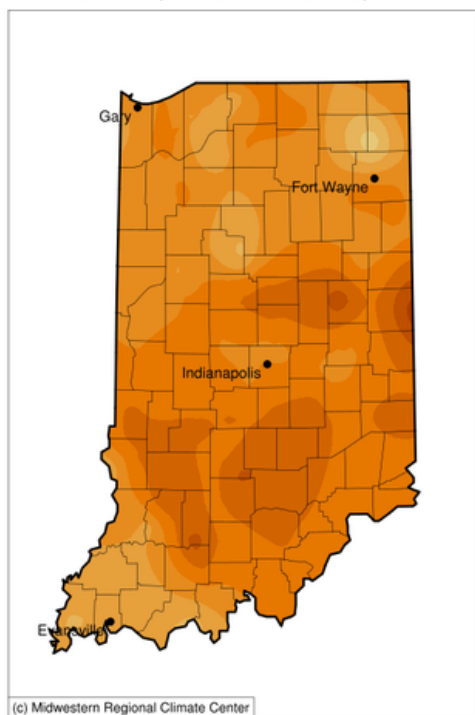 Gary
Fort Wayne
Indianapolis
Evansville
(c) Midwestern Regional Climate Center